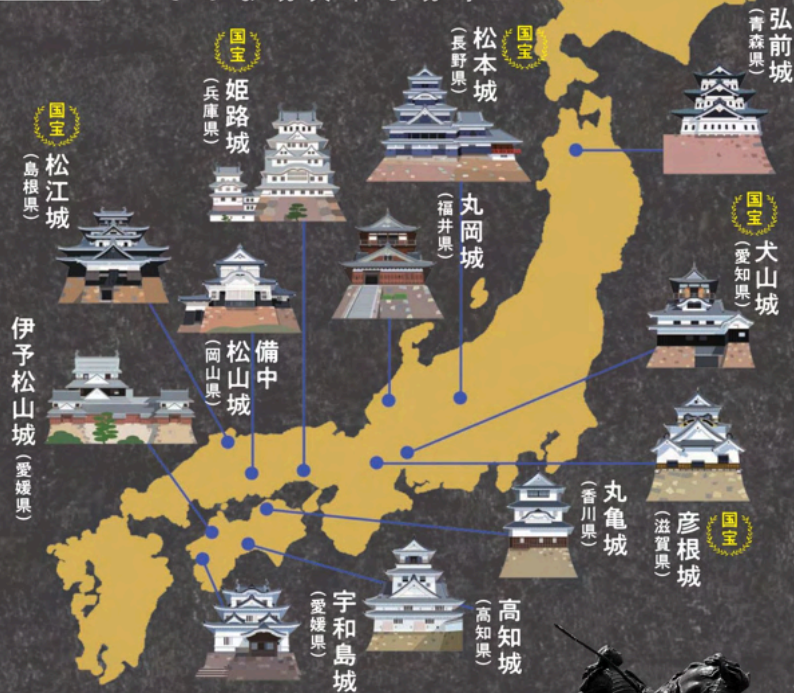 弘前城
（青森県）
国宝
松本城
（長野県）
国宝
姫路城
（兵庫県）
国宝
松江城
（島根県）
丸岡城
（福井県）
国宝
犬山城
（愛知県）
備中
松山城
（岡山県）
伊予松山城（愛媛県）
丸亀城
（香川県）
国宝
彦根城
（滋賀県）
高知城
（高知県）
宇和島城
（愛媛県）